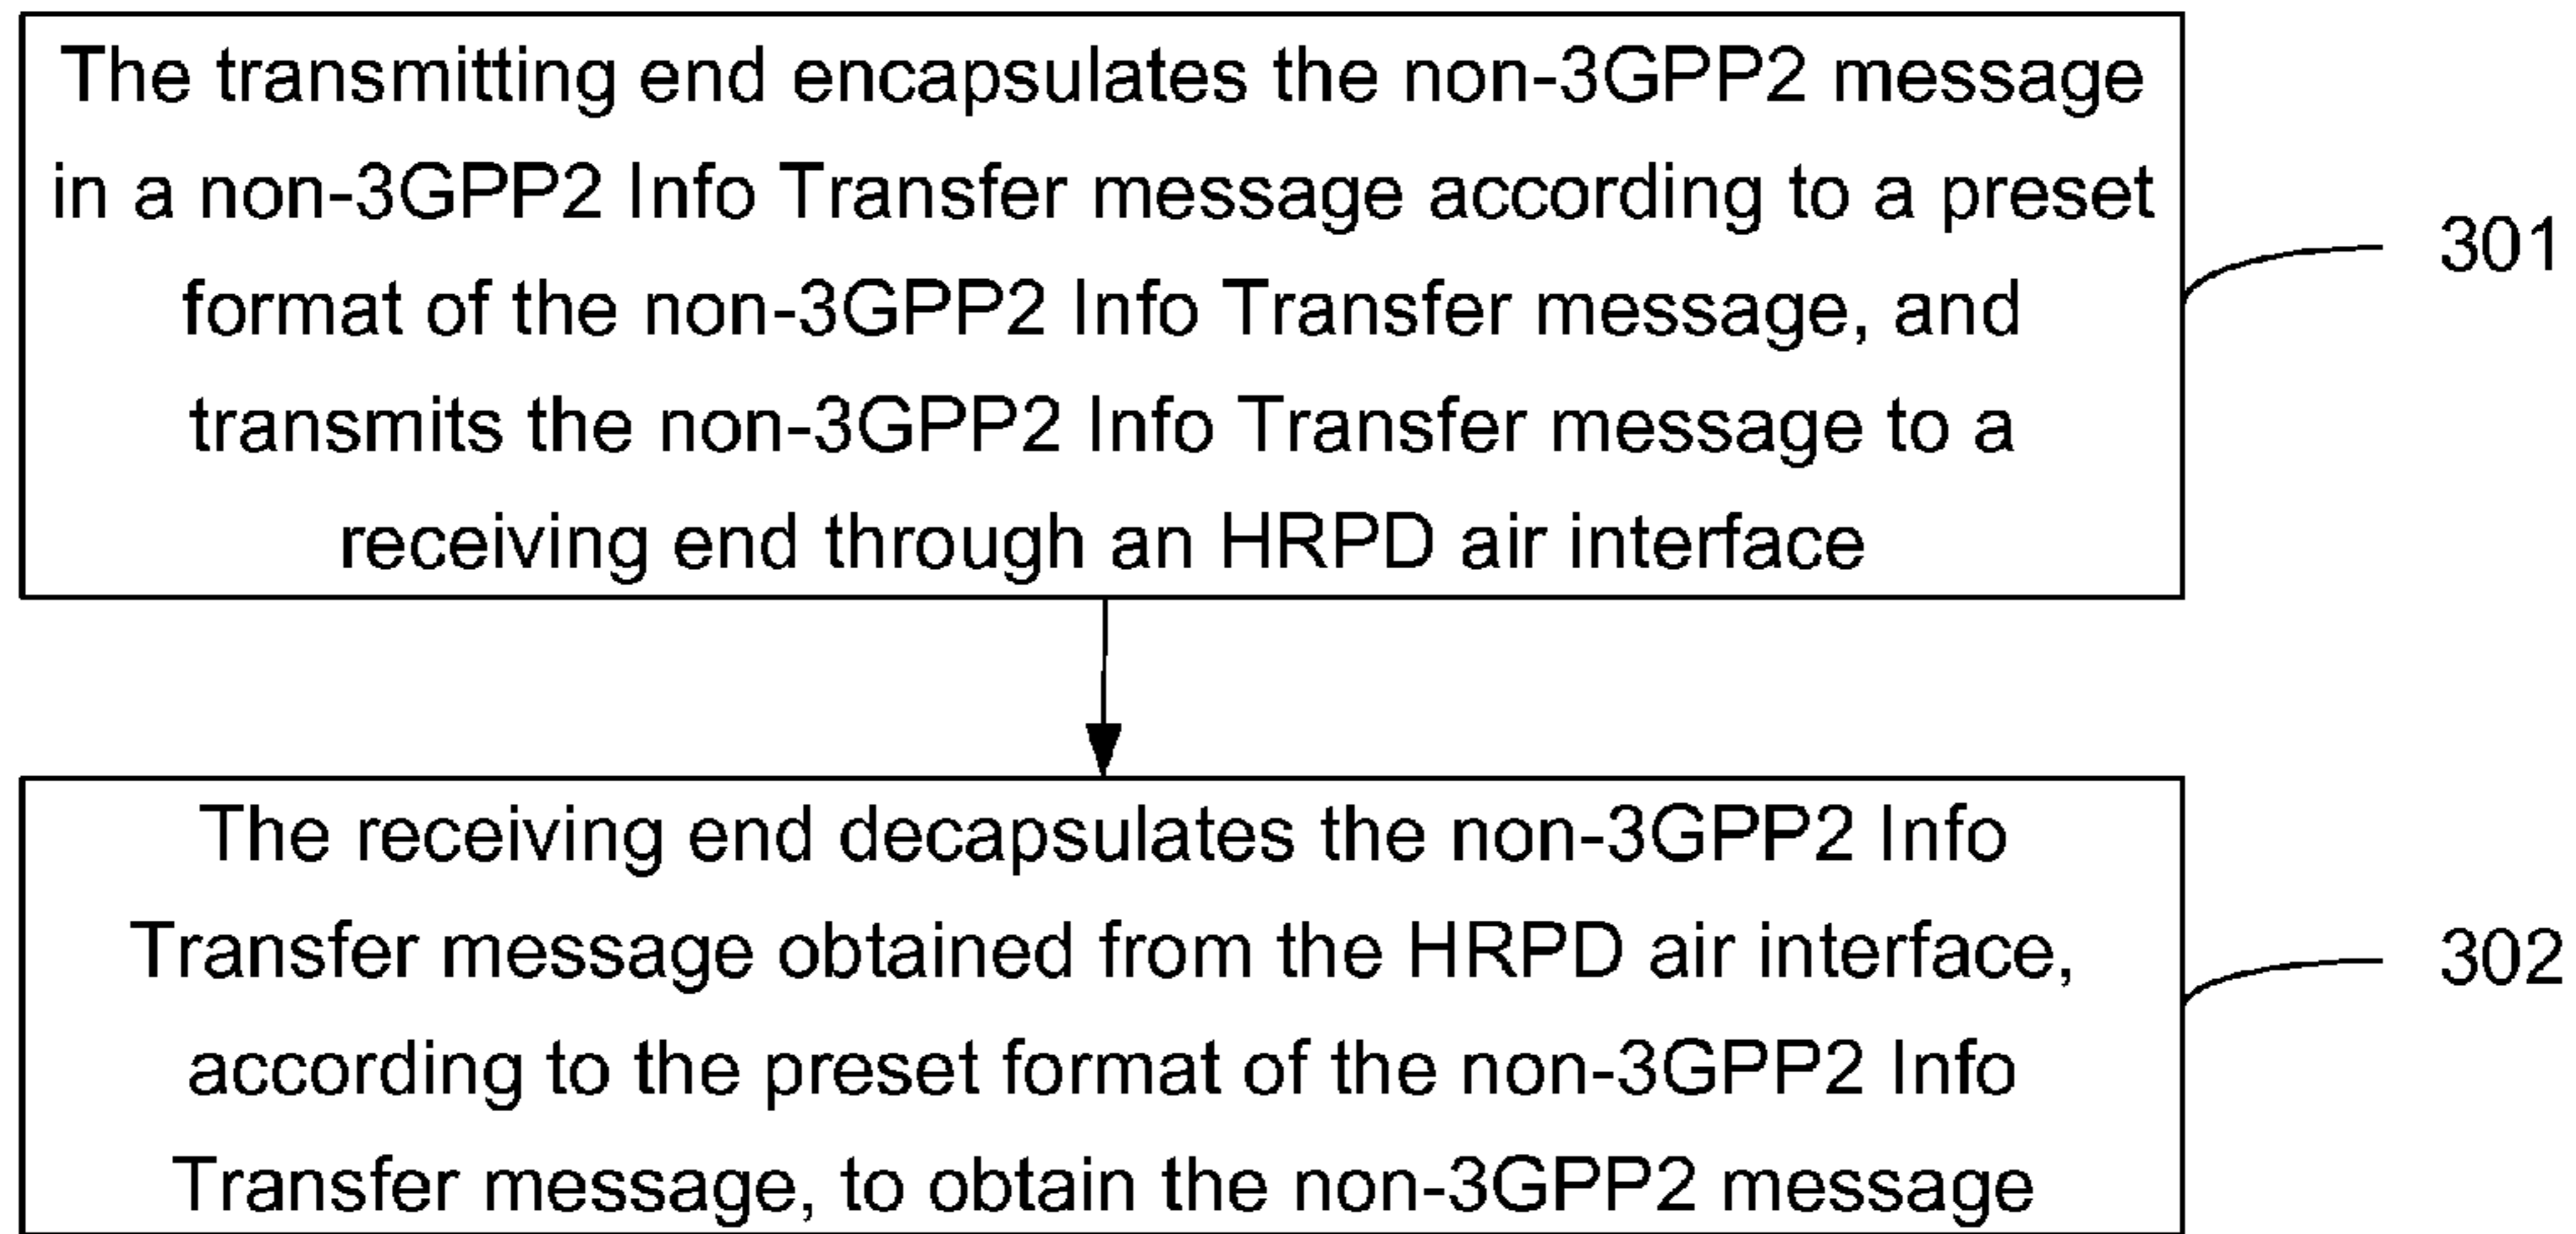 The transmitting end encapsulates the non-3GPP2 message
in a non-3GPP2 Info Transfer message according to a preset
format of the non-3GPP2 Info Transfer message, and
transmits the non-3GPP2 Info Transfer message to a
receiving end through an HRPD air interface
301
The receiving end decapsulates the non-3GPP2 Info
Transfer message obtained from the HRPD air interface,
according to the preset format of the non-3GPP2 Info
Transfer message, to obtain the non-3GPP2 message
302